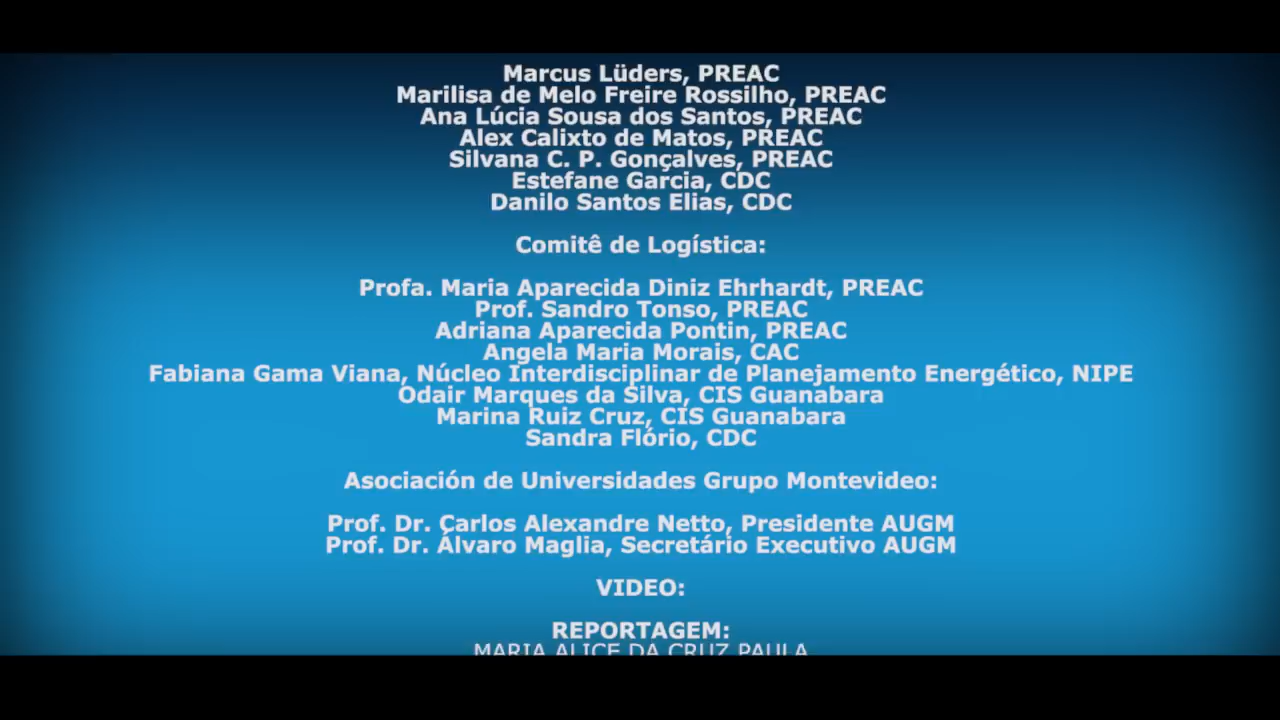 Marcus Lüders, PREAC
Marilisa de Melo Freire Rossilho, PREAC
Ana Lúcia Sousa dos Santos, PREAC
Alex Calixto de Matos, PREAC
Silvana C. P. Gonçalves, PREAC
Estefane Garcia, CDC
Danilo Santos Elias, CDC
Comitê de Logística:
Profa. Maria Aparecida Diniz Ehrhardt, PREAC
Prof. Sandro Tonso, PREAC
Adriana Aparecida Pontin, PREAC
Angela Maria Morais, CAC
Fabiana Gama Viana, Núcleo Interdisciplinar de Planejamento Energético, NIPE
Odair Marques da Silva, CIS Guanabara
Marina Ruiz Cruz, CIS Guanabara
Sandra Flório, CDC
Asociación de Universidades Grupo Montevideo:
Prof. Dr. Carlos Alexandre Netto, Presidente AUGM
Prof. Dr. Álvaro Maglia, Secretário Executivo AUGM
VIDEO:
REPORTAGEM:
MARIA ALICE DA CRUZ PAULA